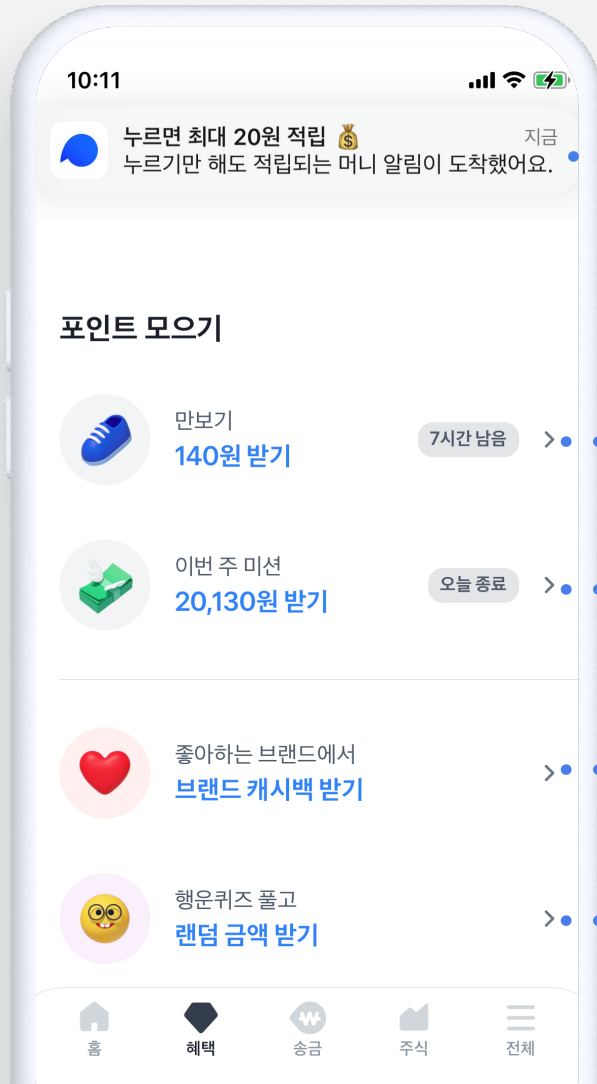 10:11
누르면 최대 20원 적립 💰
지금
누르기만 해도 적립되는 머니 알림이 도착했어요.
포인트 모으기
만보기
140원 받기
7시간 남음
이번 주 미션
20,130원 받기
오늘 종료
좋아하는 브랜드에서
브랜드 캐시백 받기
행운퀴즈 풀고
랜덤 금액 받기
홈
혜택
송금
주식
전체